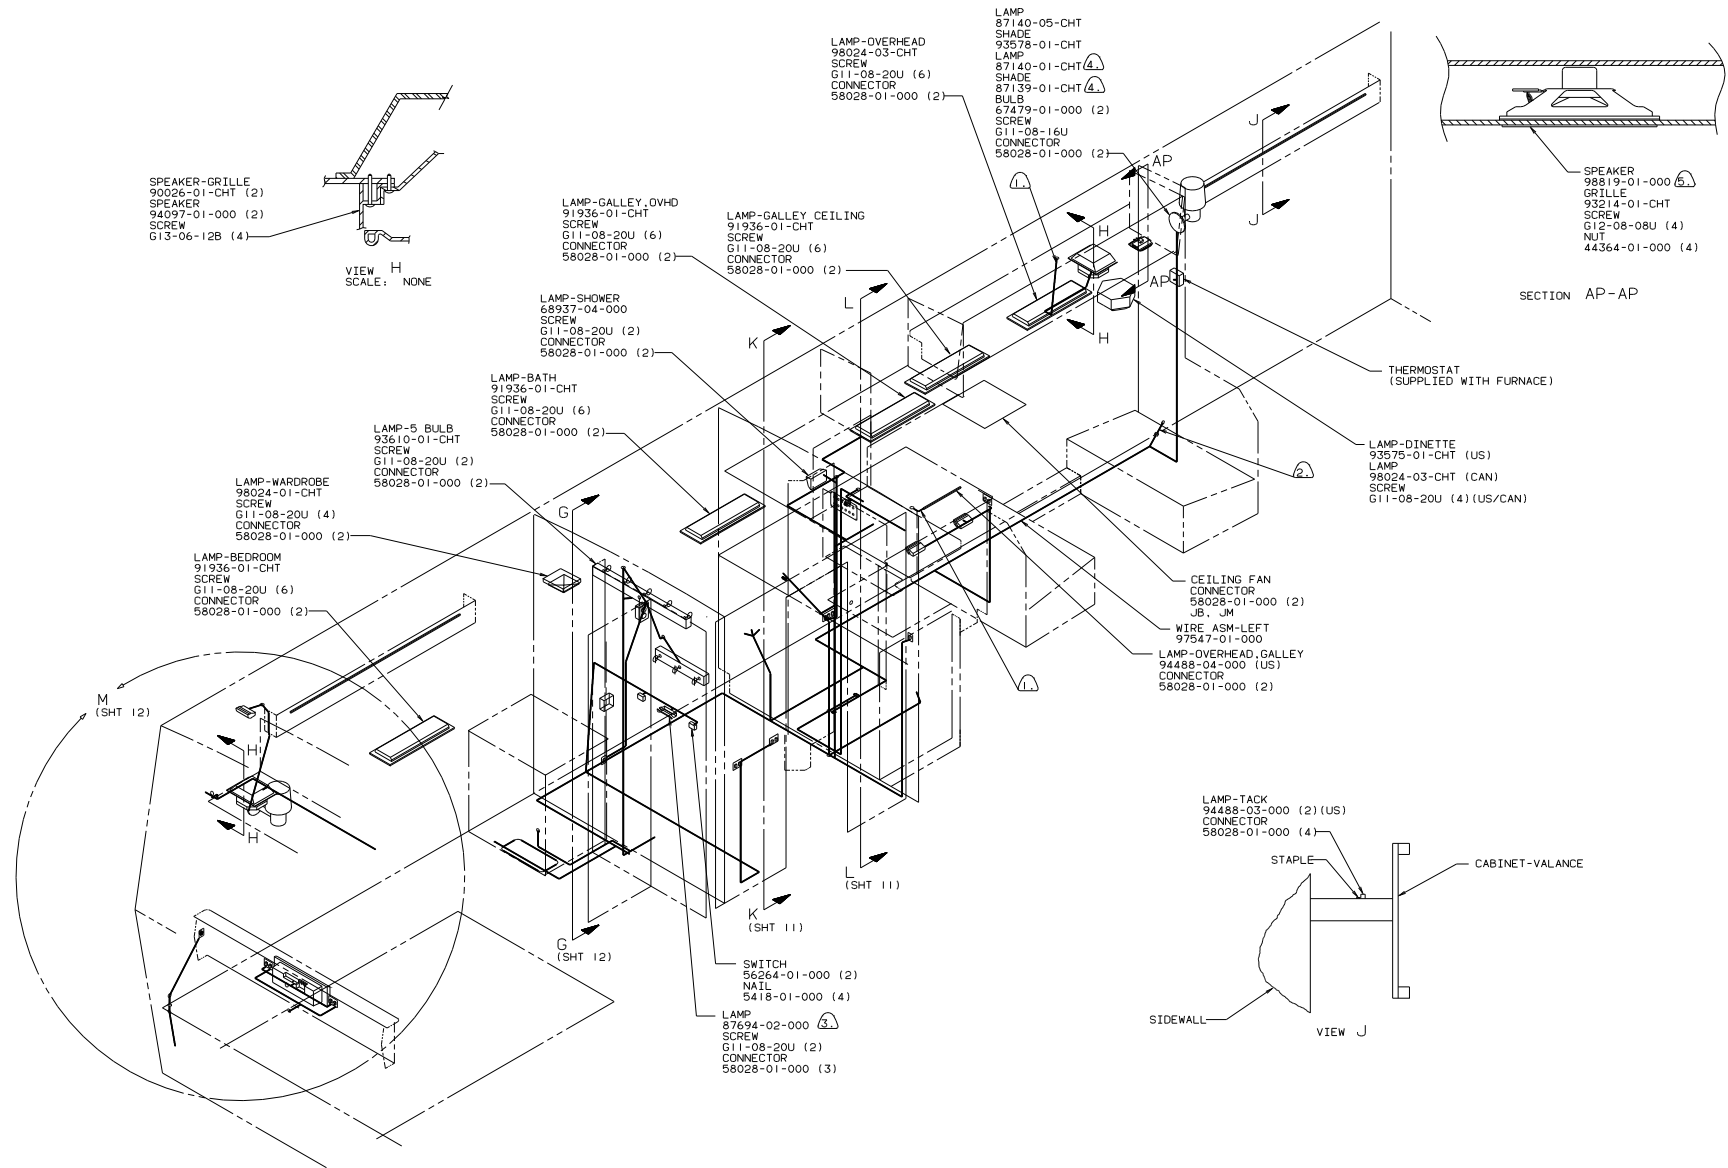 LAMP
87140-05-CHT
SHADE
93578-01-CHT
LAMP
87140-01-CHT 4.
SHADE
87139-01-CHT 4.
BULB
67479-01-000 (2)
SCREW
G11-08-16U
CONNECTOR
58028-01-000 (2)
LAMP-OVERHEAD
98024-03-CHT
SCREW
G11-08-20U (6)
CONNECTOR
58028-01-000 (2)
SPEAKER-GRILLE
90026-01-CHT (2)
SPEAKER
94097-01-000 (2)
SCREW
G13-06-12B (4)
VIEW H
SCALE: NONE
LAMP-GALLEY,OVHD
91936-01-CHT
SCREW
G11-08-20U (6)
CONNECTOR
58028-01-000 (2)
LAMP-GALLEY CEILING
91936-01-CHT
SCREW
G11-08-20U (6)
CONNECTOR
58028-01-000 (2)
SPEAKER
98819-01-000 5.
GRILLE
93214-01-CHT
SCREW
G12-08-08U (4)
NUT
44364-01-000 (4)
SECTION AP-AP
LAMP-SHOWER
68937-04-000
SCREW
G11-08-20U (2)
CONNECTOR
58028-01-000 (2)
LAMP-BATH
91936-01-CHT
SCREW
G11-08-20U (6)
CONNECTOR
58028-01-000 (2)
LAMP-5 BULB
93610-01-CHT
SCREW
G11-08-20U (2)
CONNECTOR
58028-01-000 (2)
LAMP-WARDROBE
98024-01-CHT
SCREW
G11-08-20U (4)
CONNECTOR
58028-01-000 (2)
LAMP-BEDROOM
91936-01-CHT
SCREW
G11-08-20U (6)
CONNECTOR
58028-01-000 (2)
1.
AP
J
J
H
AP
H
L
K
G
THERMOSTAT
(SUPPLIED WITH FURNACE)
LAMP-DINETTE
93575-01-CHT (US)
LAMP
98024-03-CHT (CAN)
SCREW
G11-08-20U (4)(US/CAN)
2.
CEILING FAN
CONNECTOR
58028-01-000 (2)
JB, JM
WIRE ASM-LEFT
97547-01-000
LAMP-OVERHEAD,GALLEY
94488-04-000 (US)
CONNECTOR
58028-01-000 (2)
1.
M
(SHT 12)
H
H
L
(SHT 11)
K
(SHT 11)
G
(SHT 12)
SWITCH
56264-01-000 (2)
NAIL
5418-01-000 (4)
LAMP
87694-02-000 3.
SCREW
G11-08-20U (2)
CONNECTOR
58028-01-000 (3)
LAMP-TACK
94488-03-000 (2)(US)
CONNECTOR
58028-01-000 (4)
STAPLE
CABINET-VALANCE
SIDEWALL
VIEW J